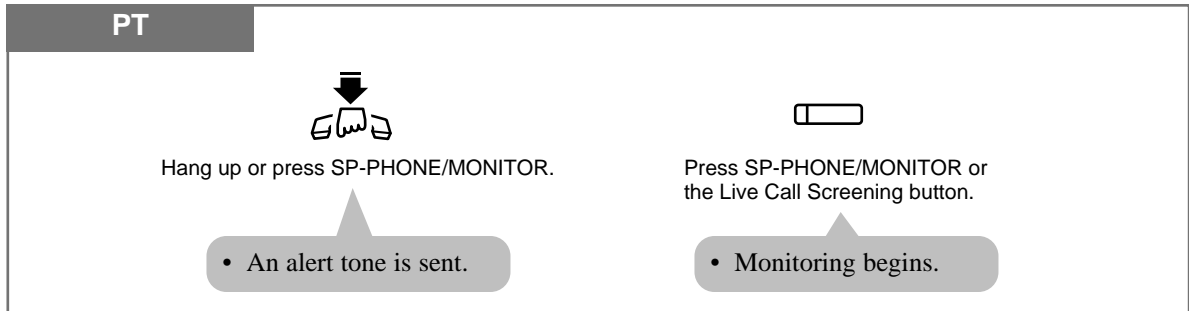 PT
Hang up or press SP-PHONE/MONITOR.
Press SP-PHONE/MONITOR or
the Live Call Screening button.
• An alert tone is sent.
• Monitoring begins.